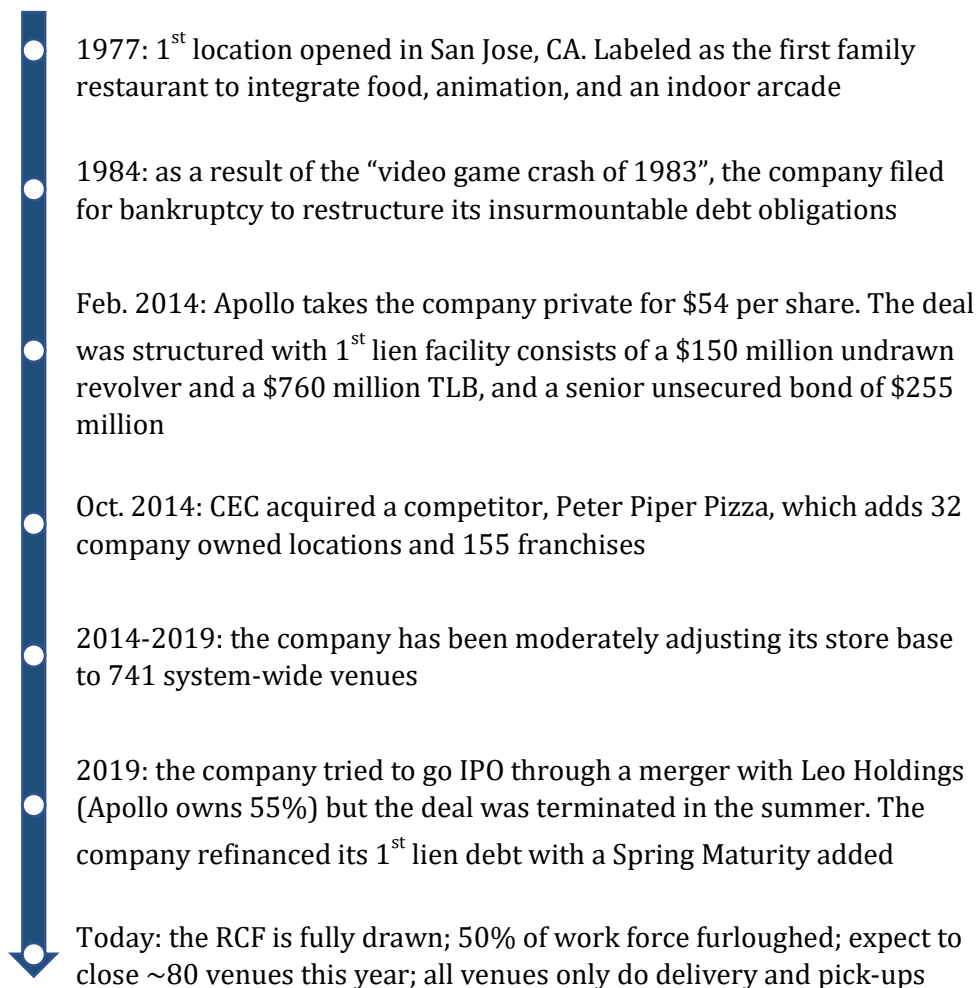 1977: 1st location opened in San Jose, CA. Labeled as the first family
restaurant to integrate food, animation, and an indoor arcade
1984: as a result of the “video game crash of 1983”, the company filed
for bankruptcy to restructure its insurmountable debt obligations
Feb. 2014: Apollo takes the company private for $54 per share. The deal
was structured with 1st lien facility consists of a $150 million undrawn
revolver and a $760 million TLB, and a senior unsecured bond of $255
million
Oct. 2014: CEC acquired a competitor, Peter Piper Pizza, which adds 32
company owned locations and 155 franchises
2014-2019: the company has been moderately adjusting its store base
to 741 system-wide venues
2019: the company tried to go IPO through a merger with Leo Holdings
(Apollo owns 55%) but the deal was terminated in the summer. The
company refinanced its 1st lien debt with a Spring Maturity added
Today: the RCF is fully drawn; 50% of work force furloughed; expect to
close ~80 venues this year; all venues only do delivery and pick-ups